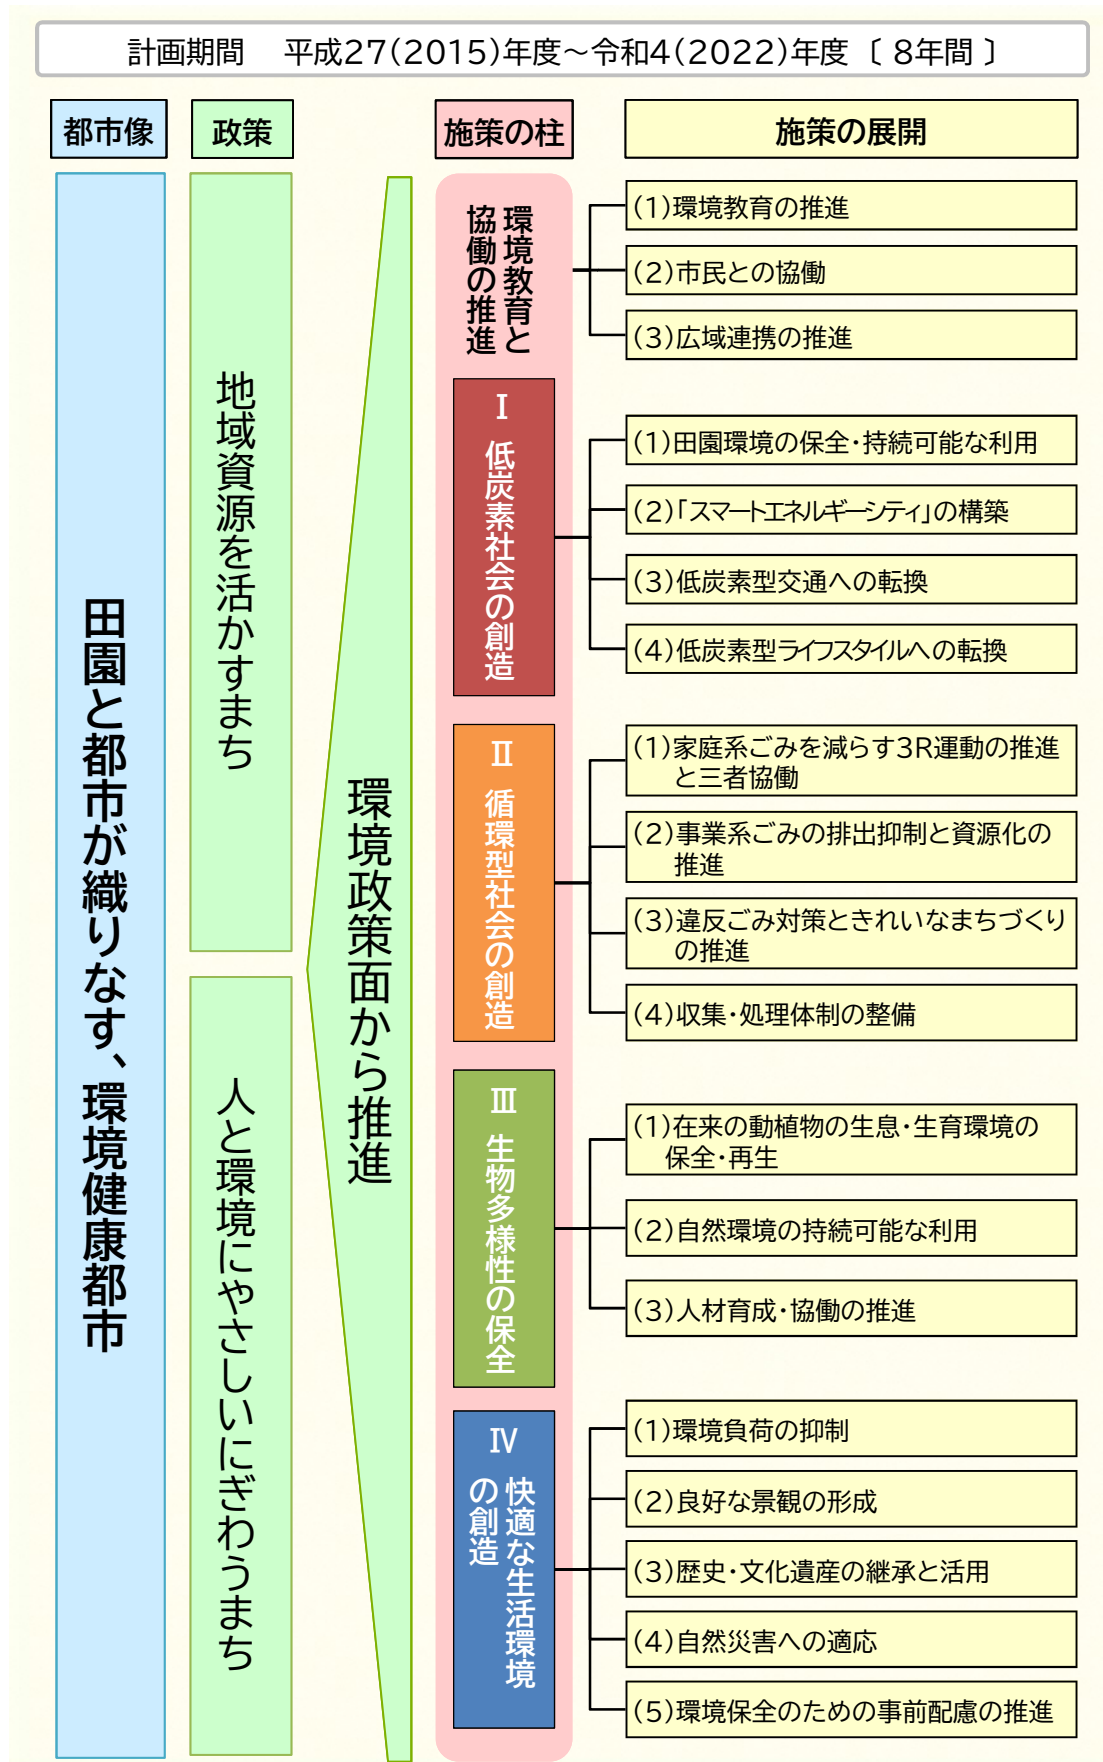 計画期間　平成27(2015)年度～令和4(2022)年度〔 8年間 〕
都市像
政策
施策の柱
施策の展開
田園と都市が織りなす、環境健康都市
地域資源を活かすまち
人と環境にやさしいにぎわうまち
環境政策面から推進
環境教育と
協働の推進
(1)環境教育の推進
(2)市民との協働
(3)広域連携の推進
Ⅰ 低炭素社会の創造
(1)田園環境の保全・持続可能な利用
(2)「スマートエネルギーシティ」の構築
(3)低炭素型交通への転換
(4)低炭素型ライフスタイルへの転換
Ⅱ 循環型社会の創造
(1)家庭系ごみを減らす3R運動の推進
と三者協働
(2)事業系ごみの排出抑制と資源化の
推進
(3)違反ごみ対策ときれいなまちづくり
の推進
(4)収集・処理体制の整備
Ⅲ 生物多様性の保全
(1)在来の動植物の生息・生育環境の
保全・再生
(2)自然環境の持続可能な利用
(3)人材育成・協働の推進
Ⅳ 快適な生活環境
の創造
(1)環境負荷の抑制
(2)良好な景観の形成
(3)歴史・文化遺産の継承と活用
(4)自然災害への適応
(5)環境保全のための事前配慮の推進